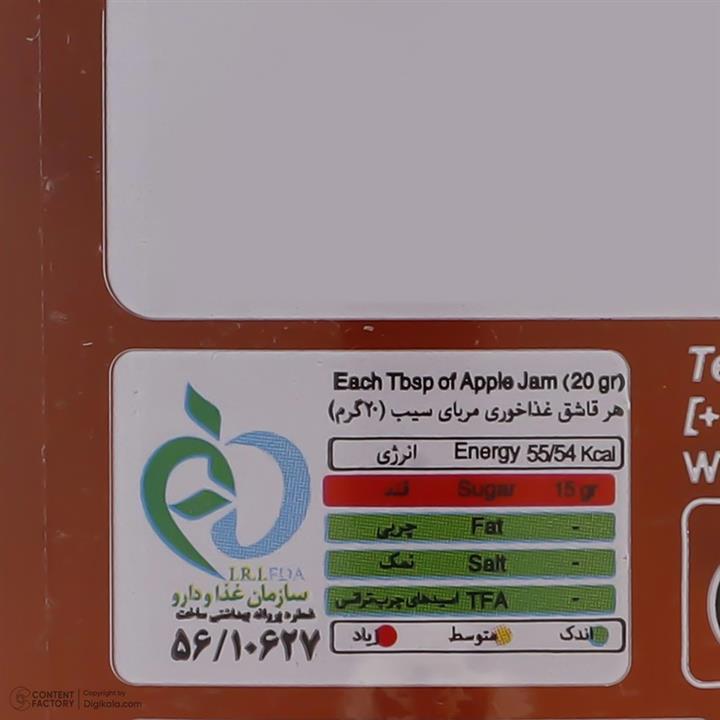 Each Tbsp of Apple Jam (20 gr)
هر قاشق غذاخوری مربای سیب (۲۰گرم)
انرژی Energy 55/54 Kcal
قند Sugar 15 gr
چربی Fat -
نمک Salt -
اسیدهای چرب ترانس TFA -
زیاد متوسط اندک
I.R.I.FDA
سازمان غذا و دارو
شماره پروانه بهداشتی ساخت
۵۶/۱۰۶۲۷
Te
[+
W
CONTENT FACTORY
Copyright by
Digikala.com